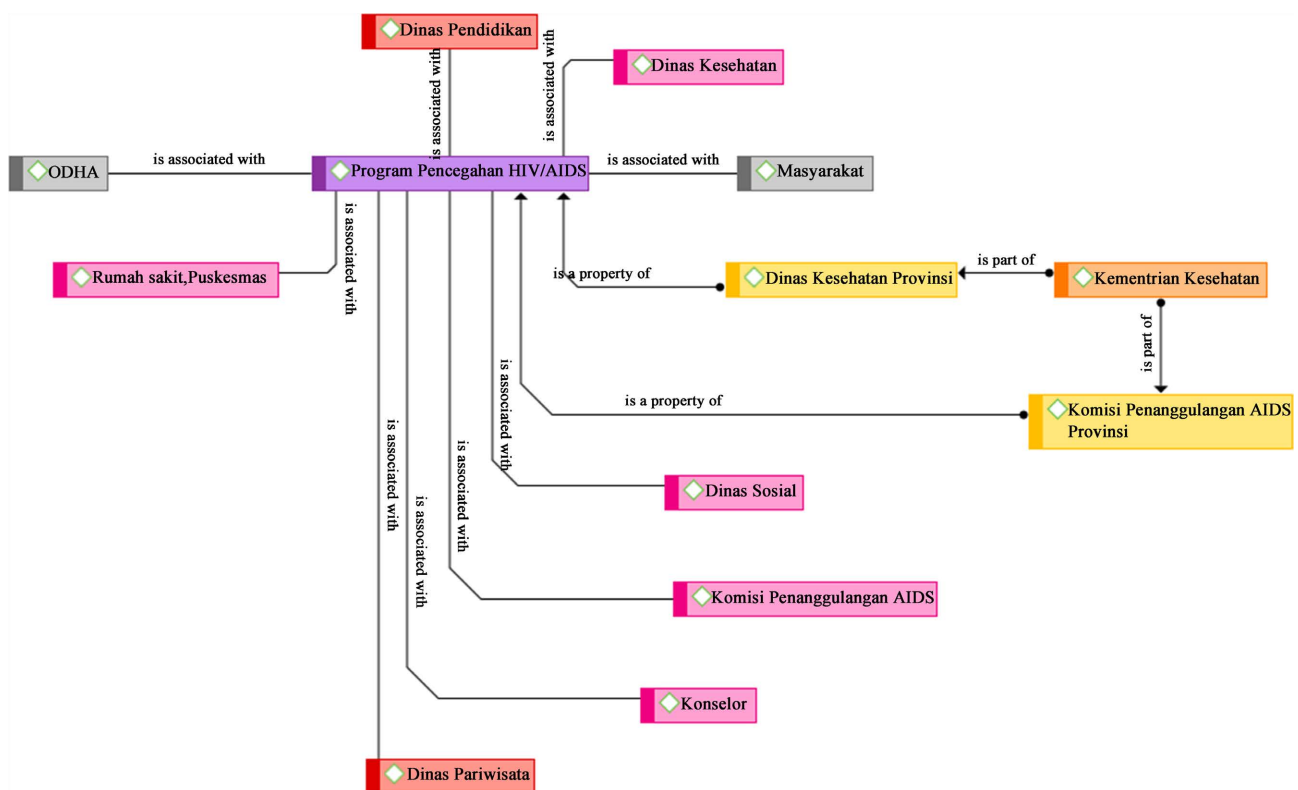 Dinas Pendidikan
is associated with
is associated with
Dinas Kesehatan
ODHA
is associated with
Program Pencegahan HIV/AIDS
is associated with
Masyarakat
is associated with
Rumah sakit,Puskesmas
is a property of
Dinas Kesehatan Provinsi
is part of
Kementrian Kesehatan
is part of
is a property of
Komisi Penanggulangan AIDS
Provinsi
is associated with
is associated with
is associated with
is associated with
Dinas Sosial
Komisi Penanggulangan AIDS
Konselor
Dinas Pariwisata